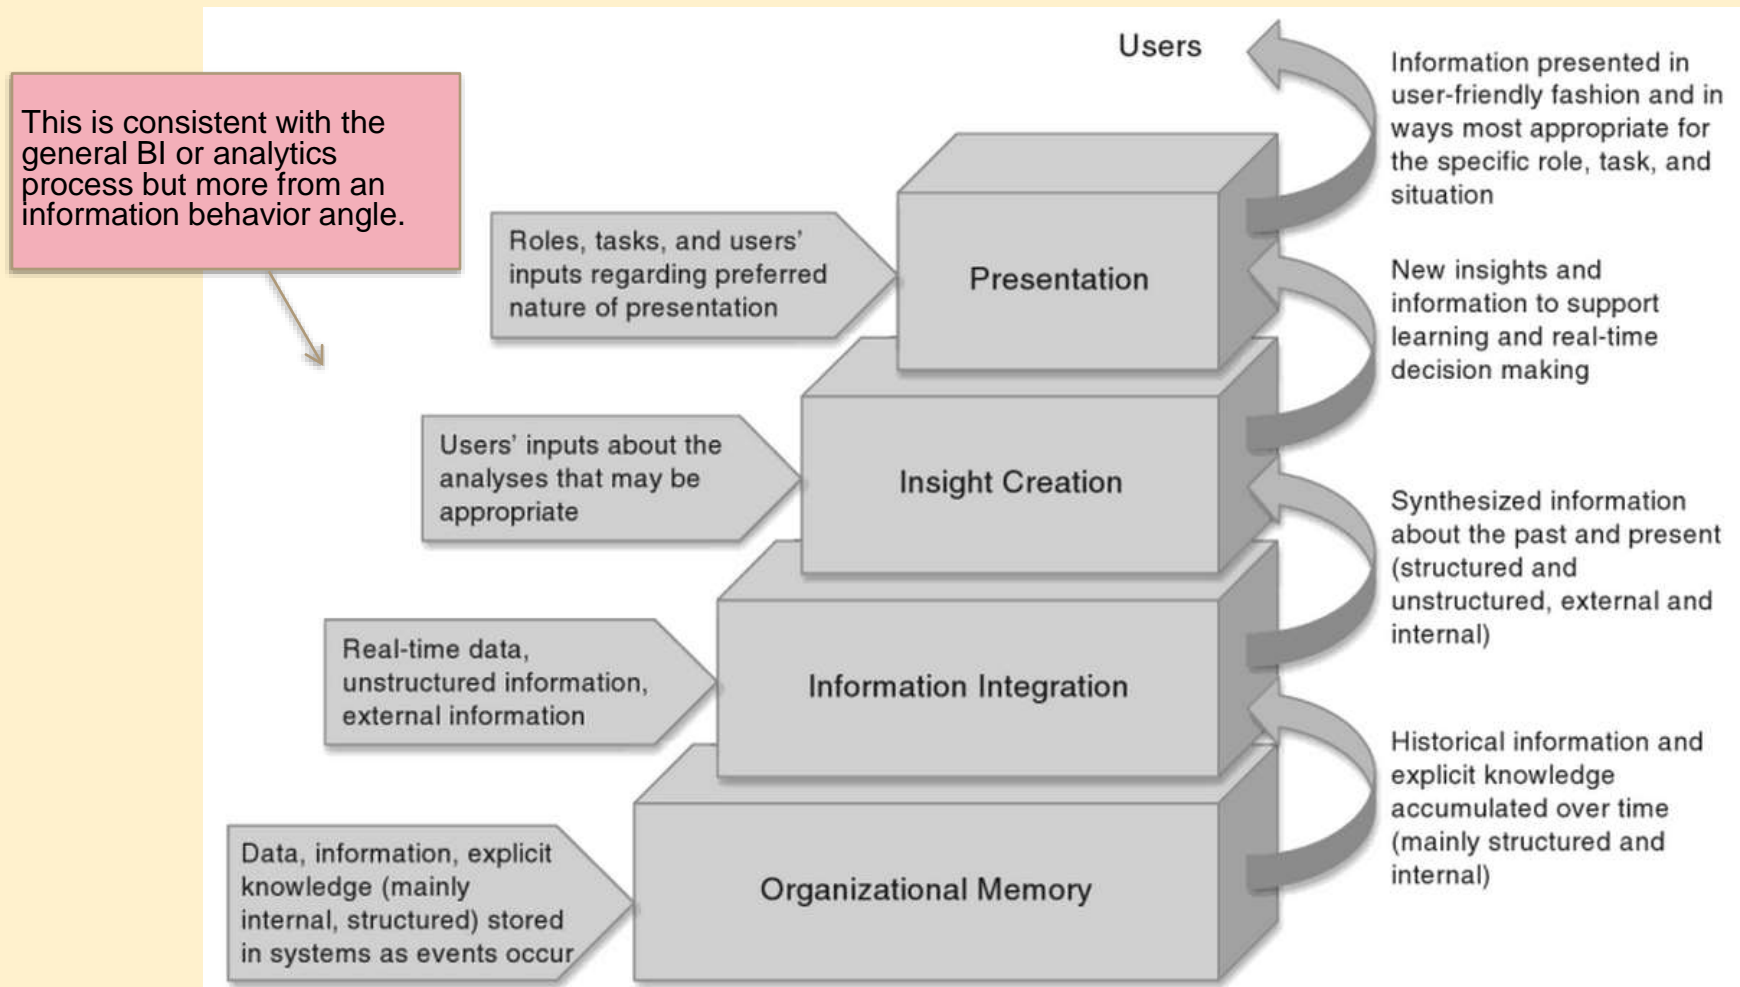 Users
Information presented in
user-friendly fashion and in
ways most appropriate for
the specific role, task, and
situation
This is consistent with the
general BI or analytics
process but more from an
information behavior angle.
Roles, tasks, and users’
inputs regarding preferred
nature of presentation
Presentation
New insights and
information to support
learning and real-time
decision making
Users’ inputs about the
analyses that may be
appropriate
Insight Creation
Synthesized information
about the past and present
(structured and
unstructured, external and
internal)
Real-time data,
unstructured information,
external information
Information Integration
Historical information and
explicit knowledge
accumulated over time
(mainly structured and
internal)
Data, information, explicit
knowledge (mainly
internal, structured) stored
in systems as events occur
Organizational Memory